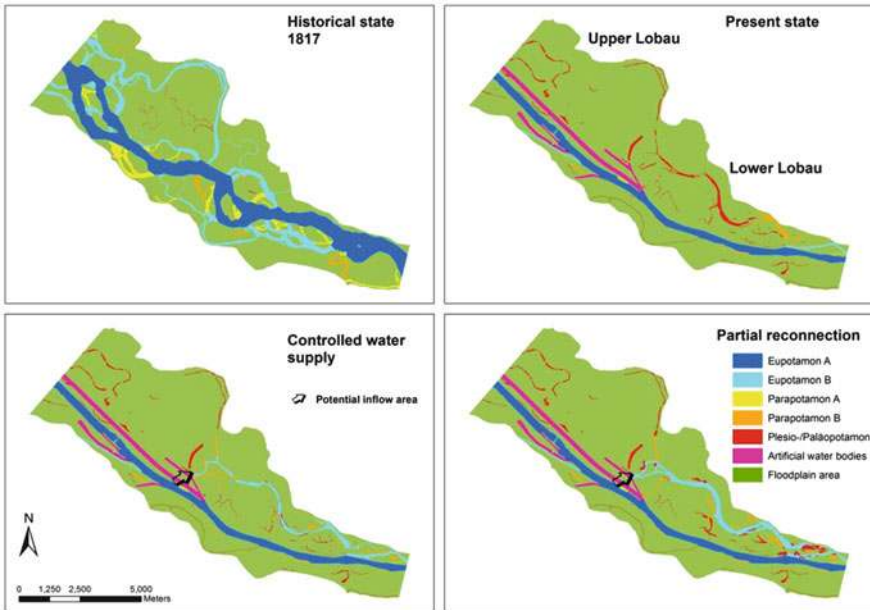 Historical state
1817
Present state
Upper Lobau
Lower Lobau
Controlled water
supply
Potential inflow area
N
0 1,250 2,500 5,000
Meters
Partial reconnection
Eupotamon A
Eupotamon B
Parapotamon A
Parapotamon B
Plesio-/Paläopotamon
Artificial water bodies
Floodplain area